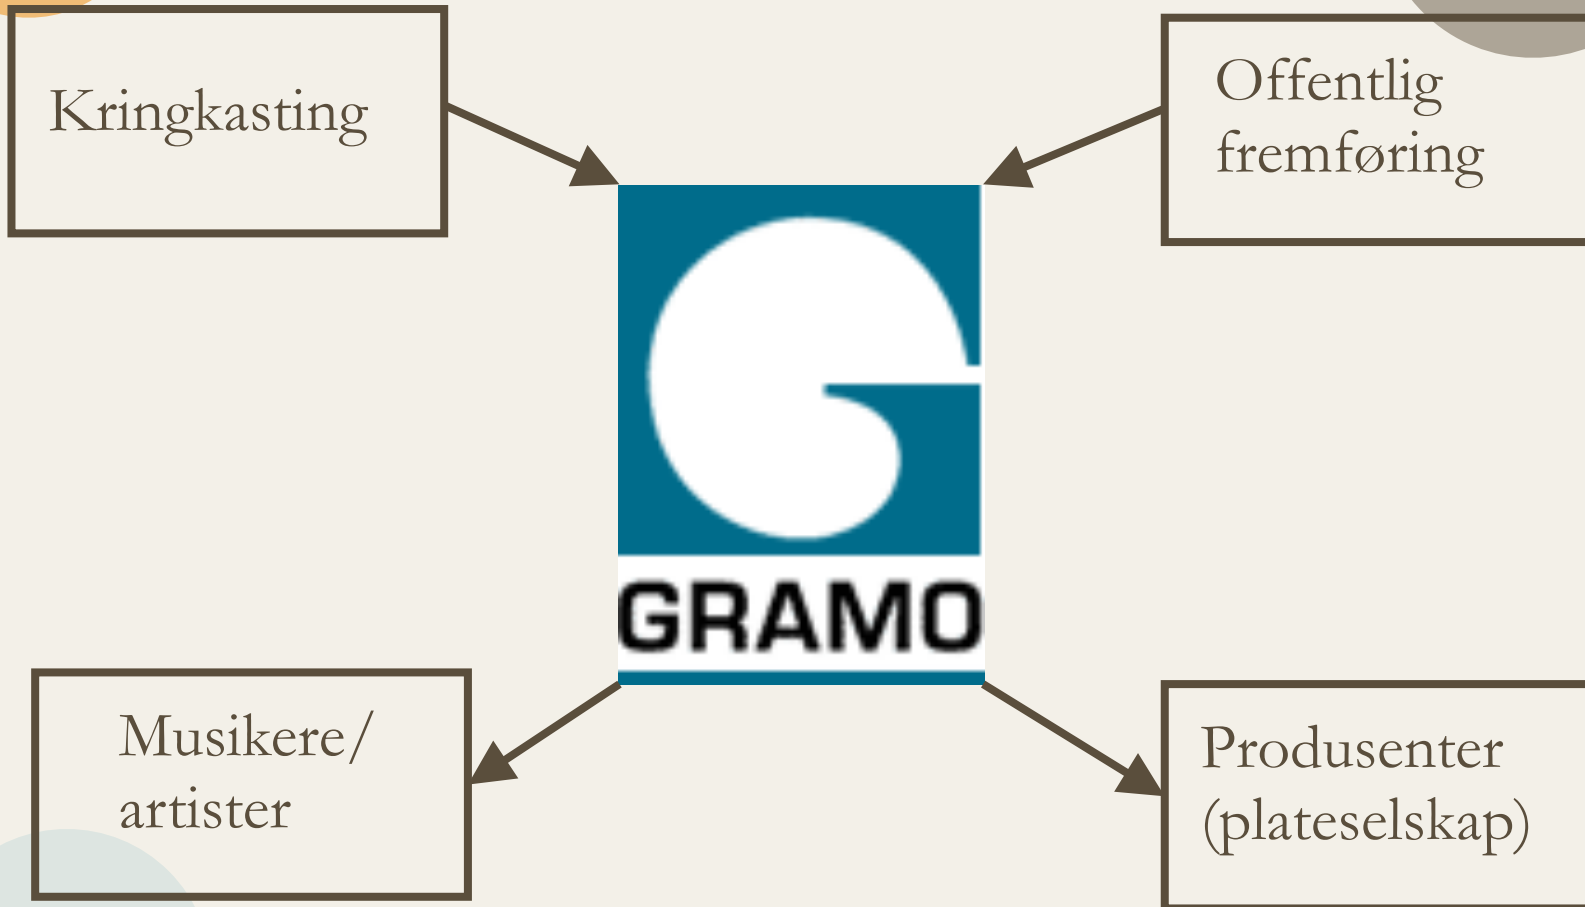 Kringkasting
Offentlig
fremføring
GRAMO
Musikere/
artister
Produsenter
(plateselskap)